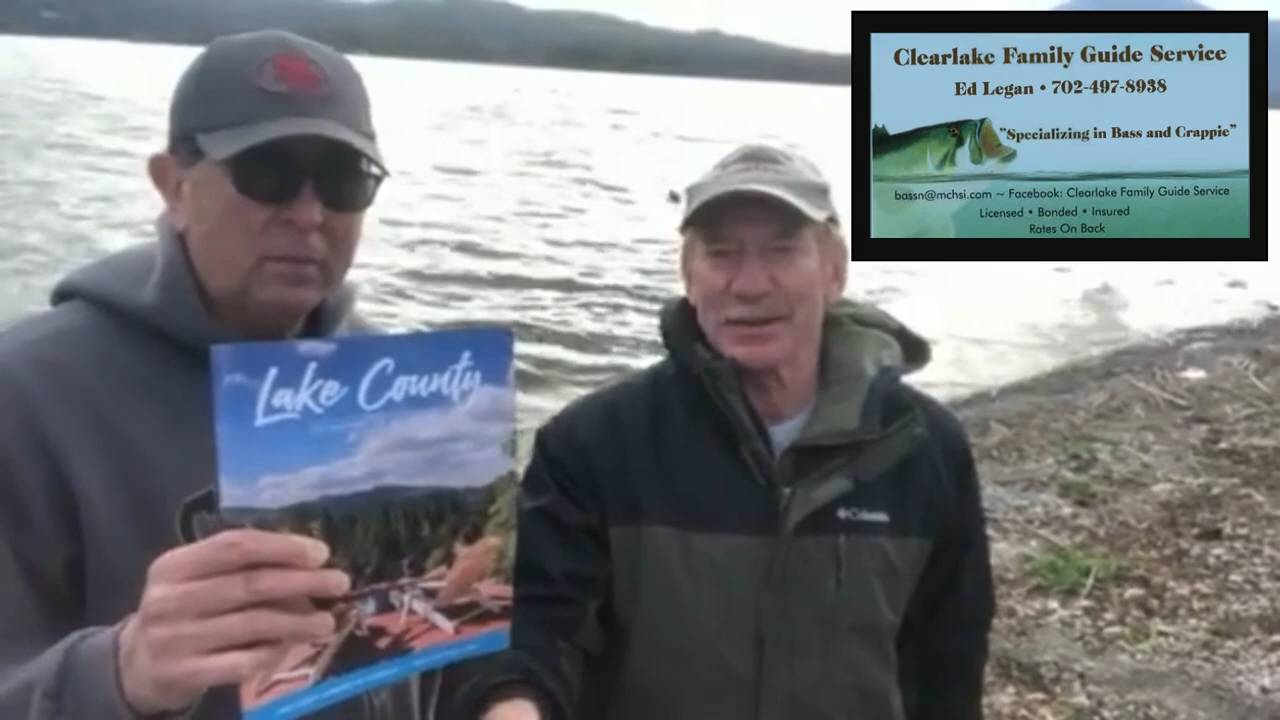 Clearlake Family Guide Service
Ed Legan • 702-497-8938
"Specializing in Bass and Crappie"
bassn@mchsi.com ~ Facebook: Clearlake Family Guide Service
Licensed • Bonded • Insured
Rates On Back
Lake County
Columbia